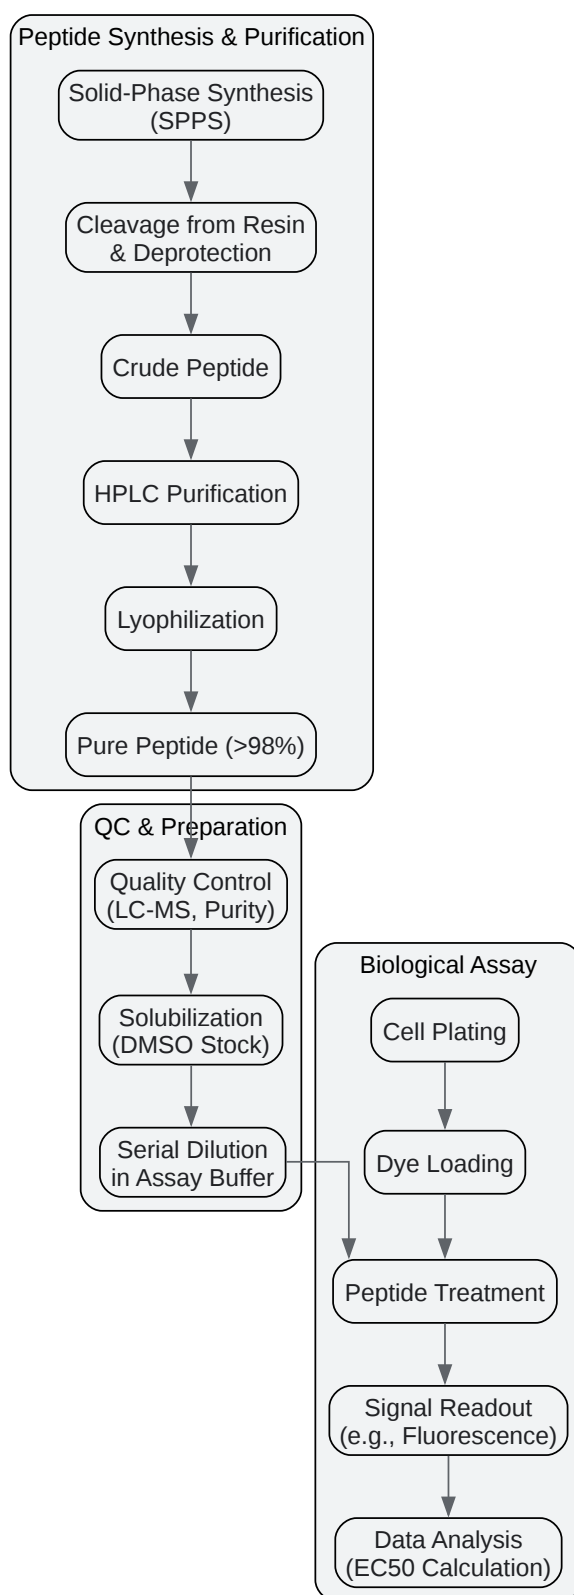 Peptide Synthesis & Purification
Solid-Phase Synthesis
(SPPS)
Cleavage from Resin
& Deprotection
Crude Peptide
HPLC Purification
Lyophilization
Pure Peptide (>98%)
QC & Preparation
Quality Control
(LC-MS, Purity)
Solubilization
(DMSO Stock)
Serial Dilution
in Assay Buffer
Biological Assay
Cell Plating
Dye Loading
Peptide Treatment
Signal Readout
(e.g., Fluorescence)
Data Analysis
(EC50 Calculation)